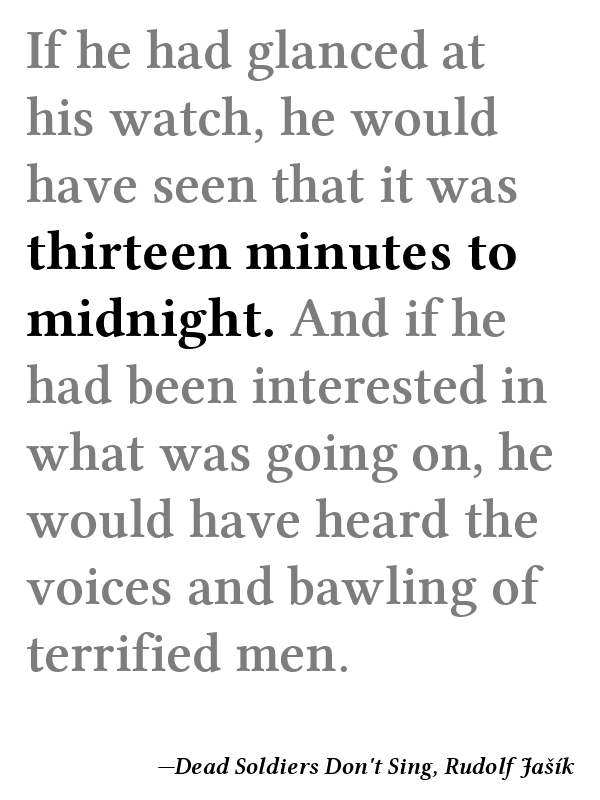 If he had glanced at
his watch, he would
have seen that it was
thirteen minutes to
midnight. And if he
had been interested in
what was going on, he
would have heard the
voices and bawling of
terrified men.
—Dead Soldiers Don't Sing, Rudolf Jašík